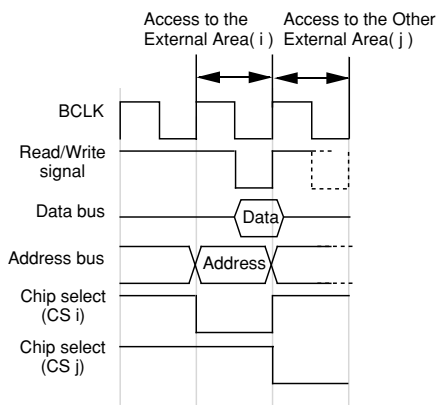 Access to the
External Area( i )
Access to the Other
External Area( j )
BCLK
Read/Write
signal
Data bus
Data
Address bus
Address
Chip select
(CS i)
Chip select
(CS j)